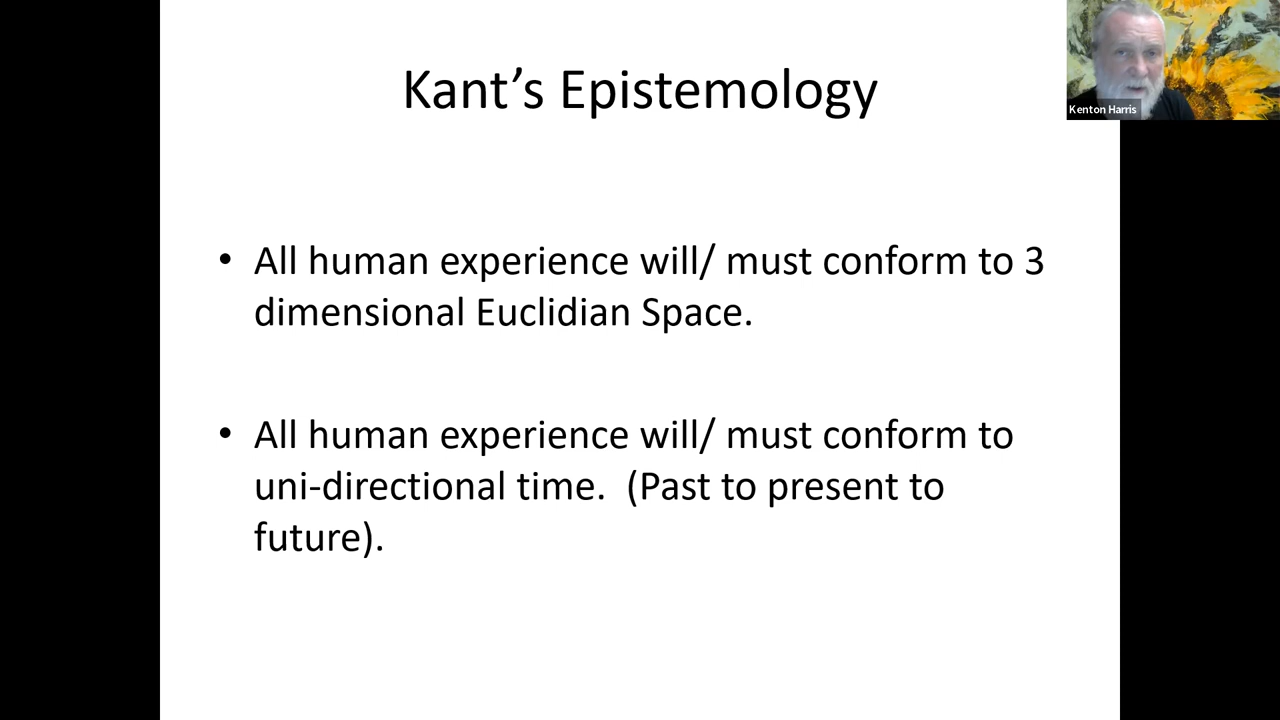 Kant’s Epistemology
Kenton Harris
• All human experience will/ must conform to 3
dimensional Euclidian Space.
• All human experience will/ must conform to
uni-directional time.  (Past to present to
future).